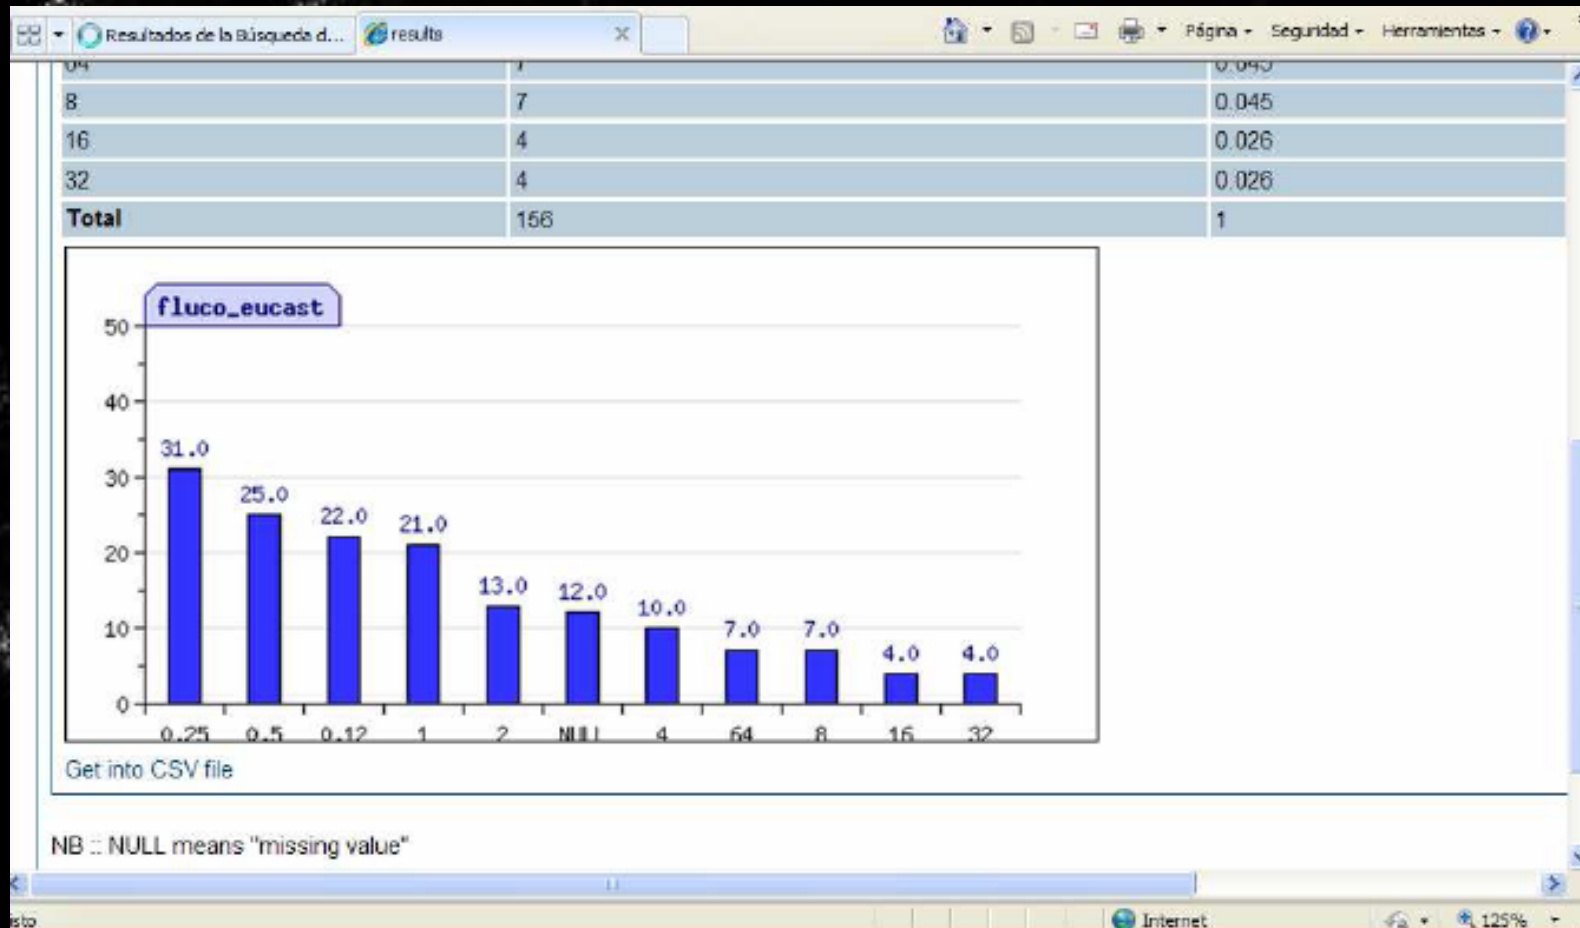 Resultados de la Búsqueda d... results Página Seguridad Herramientas
64 7 0.045
8 7 0.045
16 4 0.026
32 4 0.026
Total 156 1
fluco_eucast
50
40
30
20
10
0
31.0 25.0 22.0 21.0 13.0 12.0 10.0 7.0 7.0 4.0 4.0
0.25 0.5 0.12 1 2 NULL 4 64 8 16 32
Get into CSV file
NB :: NULL means "missing value"
Internet 125%